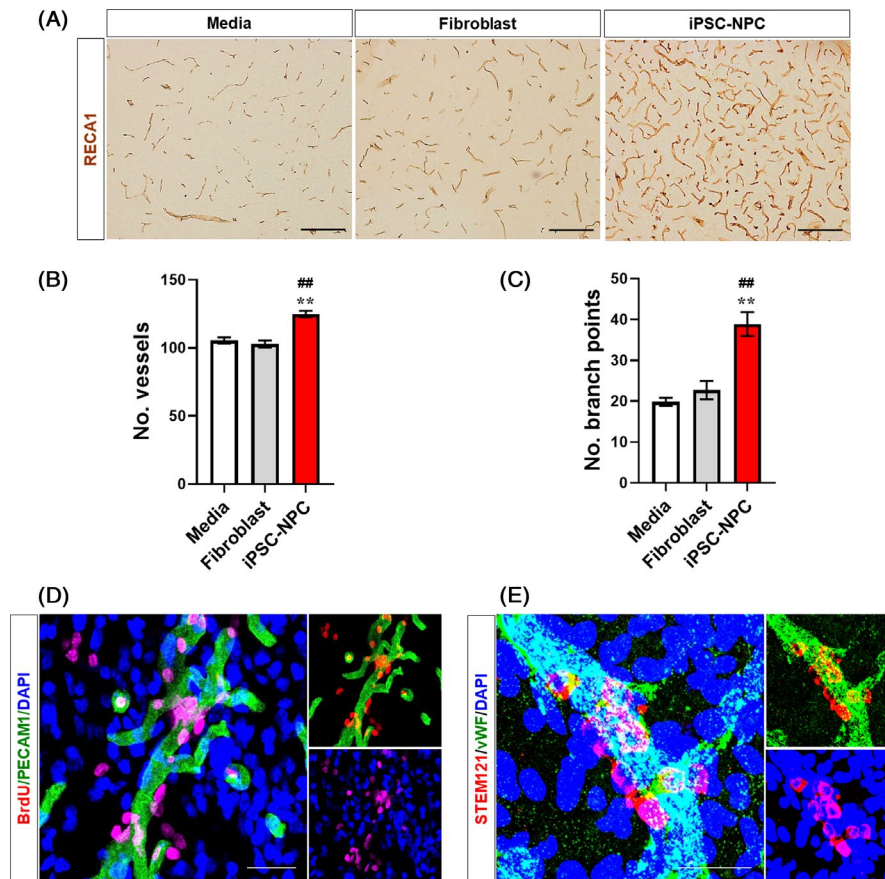 (A)
Media
Fibroblast
iPSC-NPC
RECA1
(B)
(C)
No. vessels
150
100
50
0
##
**
Media
Fibroblast
iPSC-NPC
No. branch points
50
40
30
20
10
0
##
**
Media
Fibroblast
iPSC-NPC
(D)
(E)
BrdU/PECAM1/DAPI
STEM121/vWF/DAPI